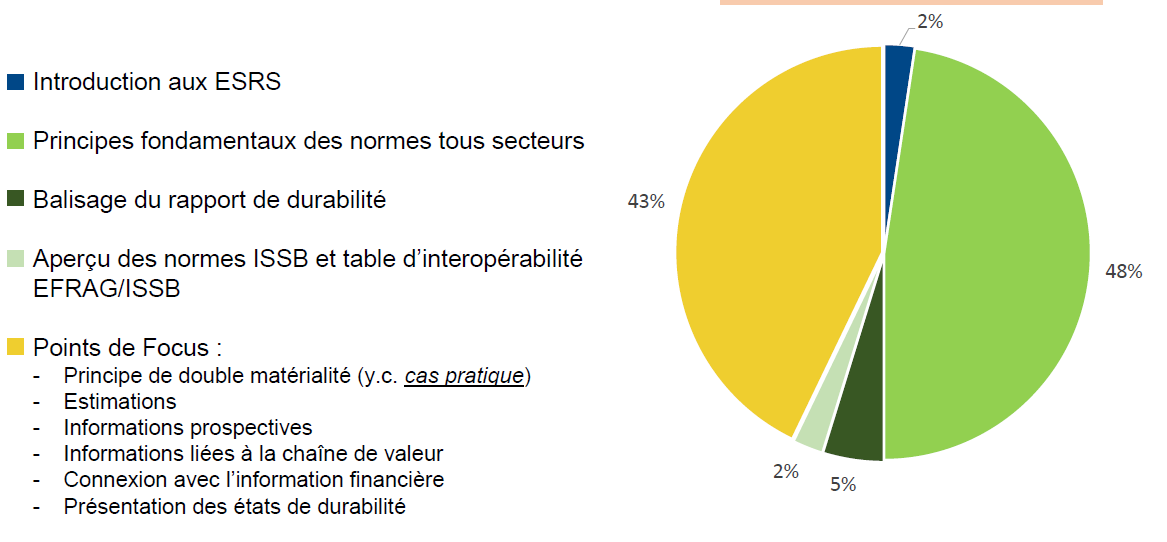 2%
Introduction aux ESRS
Principes fondamentaux des normes tous secteurs
Balisage du rapport de durabilité
43%
Aperçu des normes ISSB et table d’interopérabilité
EFRAG/ISSB
48%
Points de Focus :
- Principe de double matérialité (y.c. cas pratique)
- Estimations
- Informations prospectives
- Informations liées à la chaîne de valeur
- Connexion avec l’information financière
- Présentation des états de durabilité
2%
5%